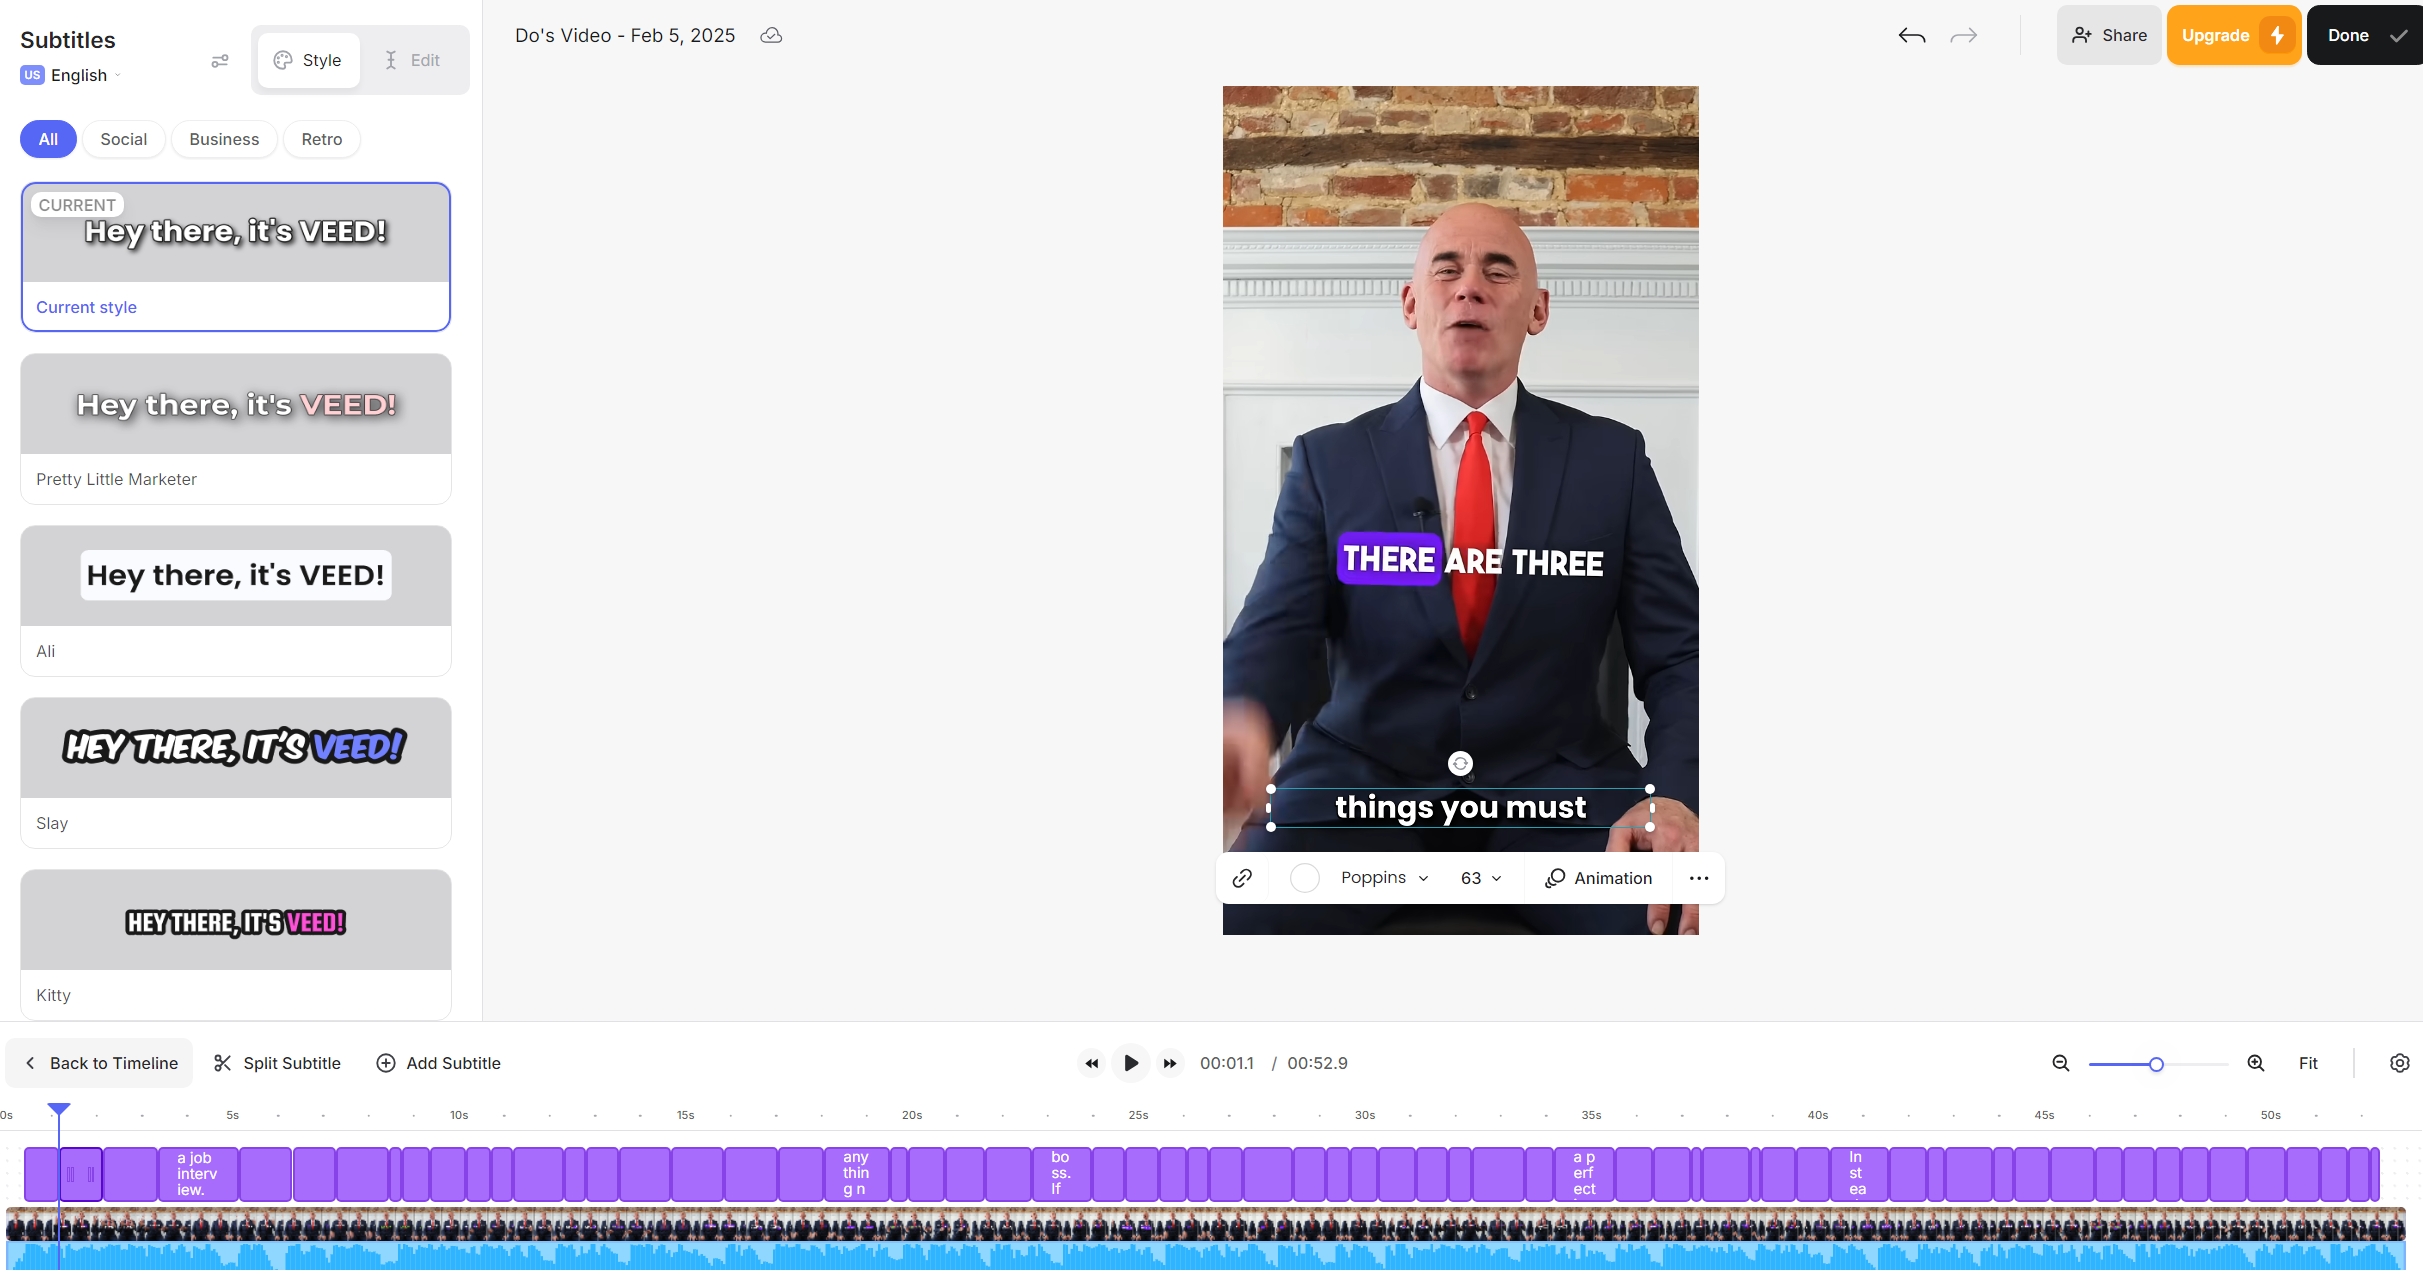 Subtitles
US English
Style
Edit
Do's Video - Feb 5, 2025
Share
Upgrade
Done
All
Social
Business
Retro
CURRENT
Hey there, it's VEED!
Current style
Hey there, it's VEED!
Pretty Little Marketer
Hey there, it's VEED!
Ali
HEY THERE, IT'S VEED!
Slay
HEY THERE, IT'S VEED!
Kitty
THERE ARE THREE
things you must
Poppins
63
Animation
Back to Timeline
Split Subtitle
Add Subtitle
00:01.1 / 00:52.9
Fit
0s 5s 10s 15s 20s 25s 30s 35s 40s 45s 50s
a job
interv
iew.
any
thin
g n
bo
ss.
If
a p
erf
ect
In
st
ea